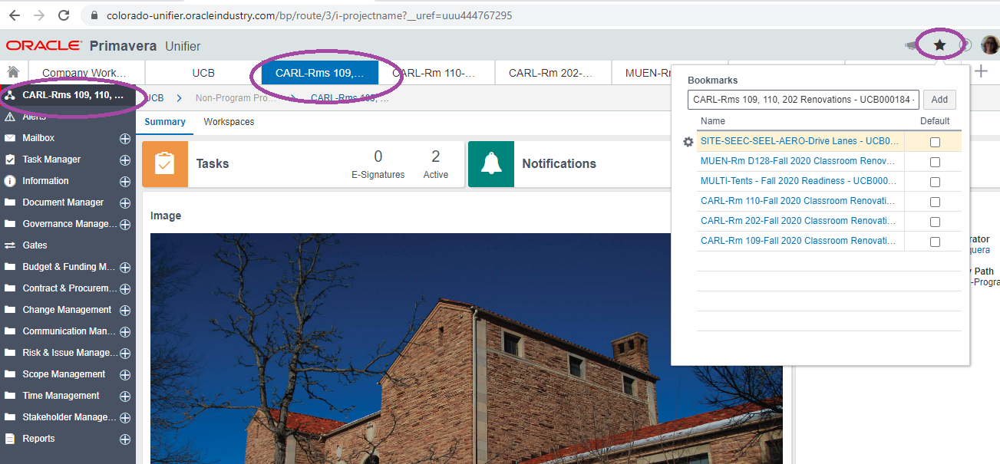 colorado-unifier.oracleindustry.com/bp/route/3/i-projectname?__uref=uuu444767295
ORACLE Primavera Unifier
Company Work... UCB CARL-Rms 109,... CARL-Rm 110-... CARL-Rm 202-... MUEN-Rm
CARL-Rms 109, 110, ... UCB Non-Program Pro... CARL-Rms 109, ...
Summary Workspaces
Alerts
Mailbox
Task Manager
Information
Document Manager
Governance Manage...
Gates
Budget & Funding M...
Contract & Procurem...
Change Management
Communication Man...
Risk & Issue Manage...
Scope Management
Time Management
Stakeholder Manage...
Reports
Tasks
0
E-Signatures
2
Active
Notifications
Image
Bookmarks
CARL-Rms 109, 110, 202 Renovations - UCB000184 - Add
Name Default
SITE-SEEC-SEEL-AERO-Drive Lanes - UCB0...
MUEN-Rm D128-Fall 2020 Classroom Renov...
MULTI-Tents - Fall 2020 Readiness - UCB000...
CARL-Rm 110-Fall 2020 Classroom Renovati...
CARL-Rm 202-Fall 2020 Classroom Renovati...
CARL-Rm 109-Fall 2020 Classroom Renovati...
rator
uera
y Path
-Progra